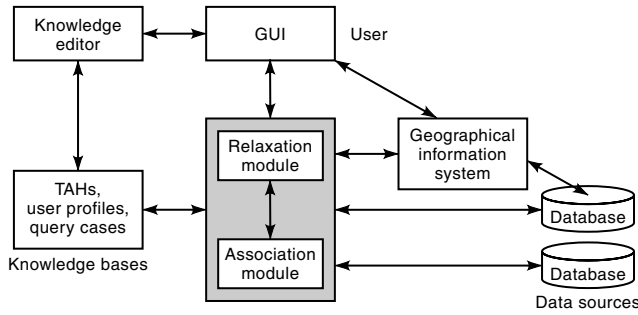 Knowledge
editor
GUI
User
Relaxation
module
Geographical
information
system
TAHs,
user profiles,
query cases
Knowledge bases
Association
module
Database
Database
Data sources